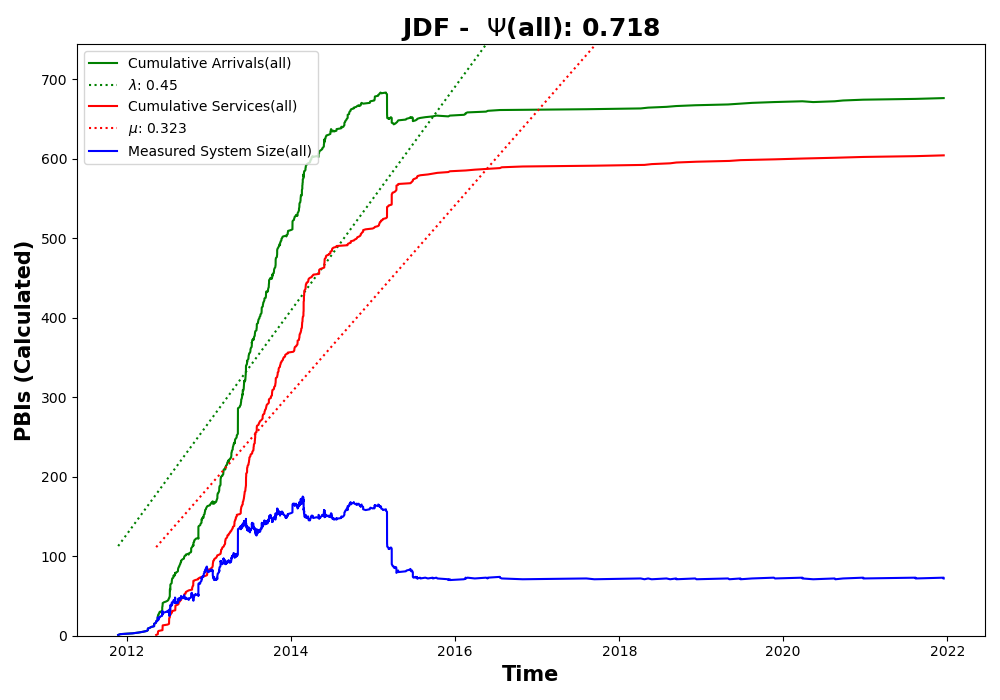 JDF - Ψ(all): 0.718
Cumulative Arrivals(all)
λ: 0.45
Cumulative Services(all)
μ: 0.323
Measured System Size(all)
PBIs (Calculated)
700
600
500
400
300
200
100
0
2012 2014 2016 2018 2020 2022
Time